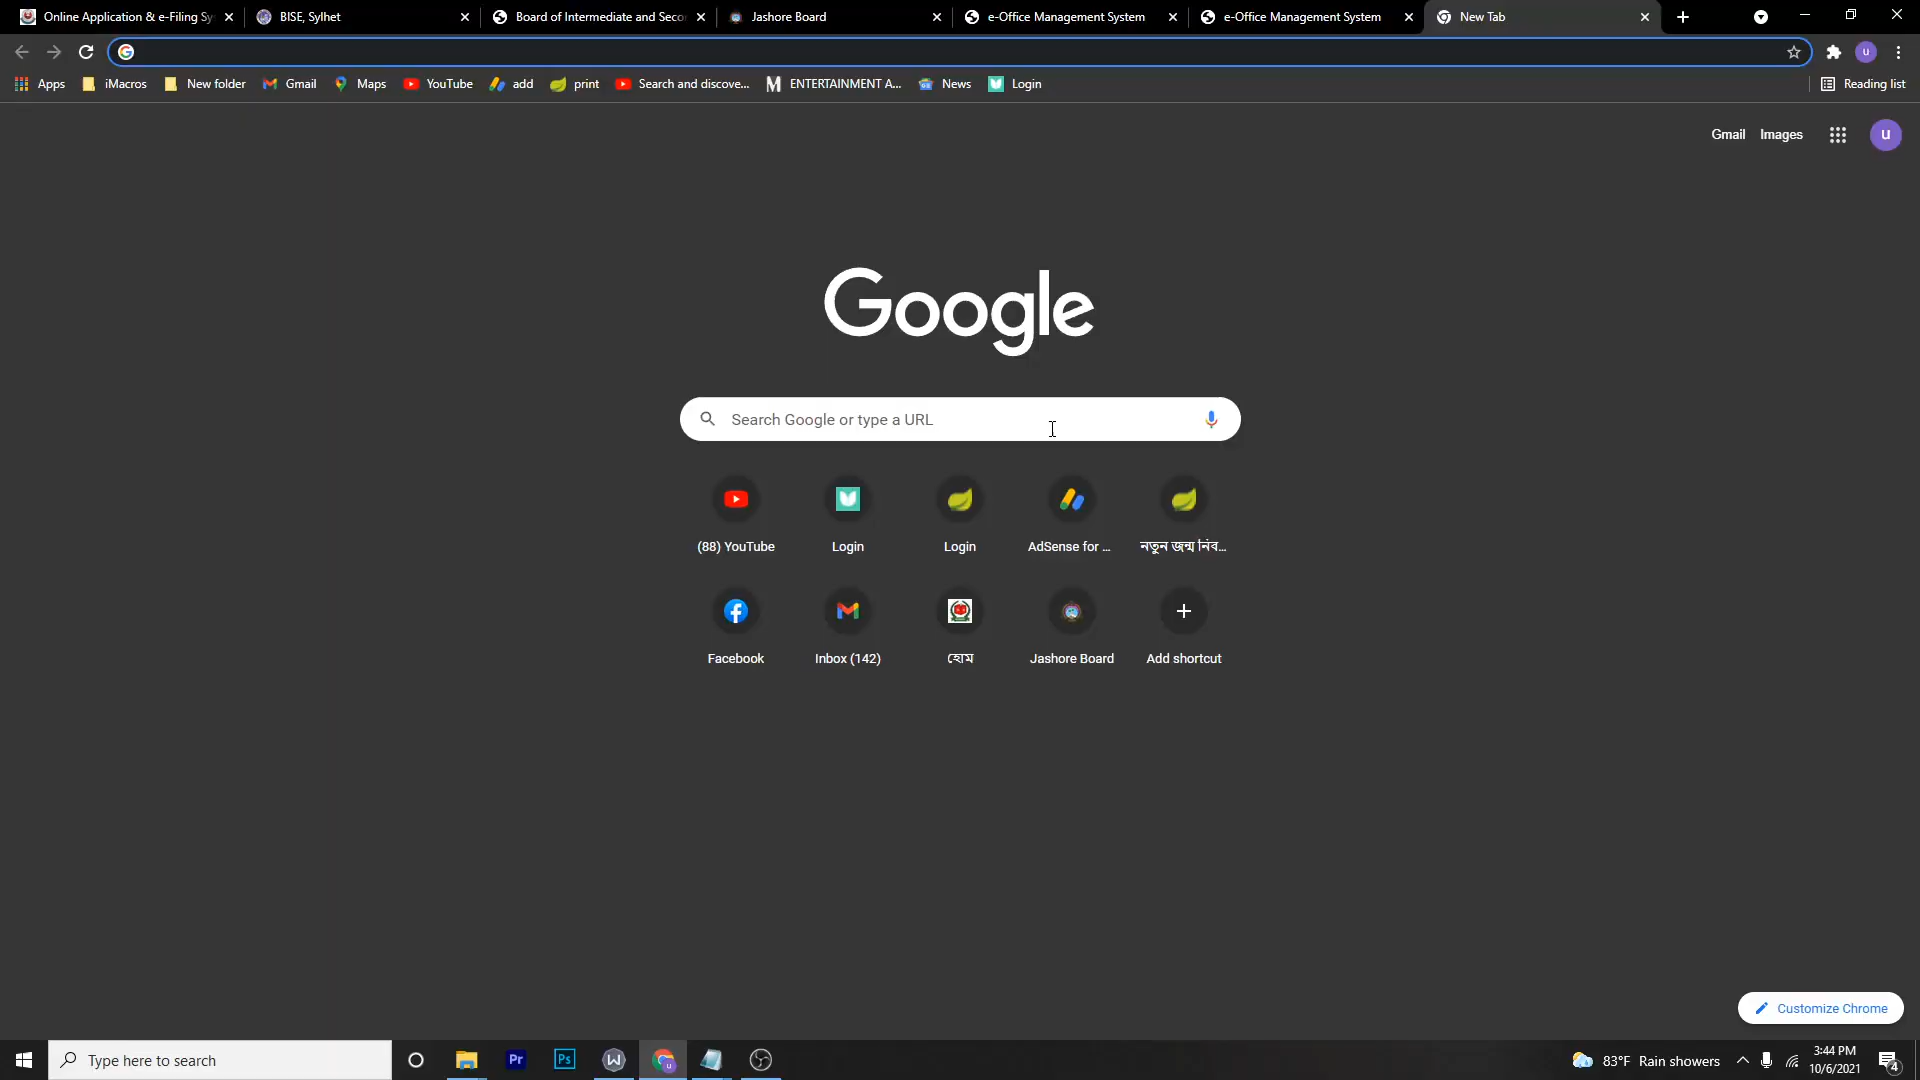 Online Application & e-Filing Sy
BISE, Sylhet
Board of Intermediate and Seco
Jashore Board
e-Office Management System
e-Office Management System
New Tab
u
Apps
iMacros
New folder
Gmail
Maps
YouTube
add
print
Search and discove...
M
ENTERTAINMENT A...
News
Login
Reading list
Gmail
Images
u
Google
Search Google or type a URL
(88) YouTube
Login
Login
AdSense for ...
নতুন জন্ম নিব...
Facebook
Inbox (142)
হোম
Jashore Board
Add shortcut
Customize Chrome
Type here to search
Pr
Ps
W
83°F Rain showers
3:44 PM
10/6/2021
4